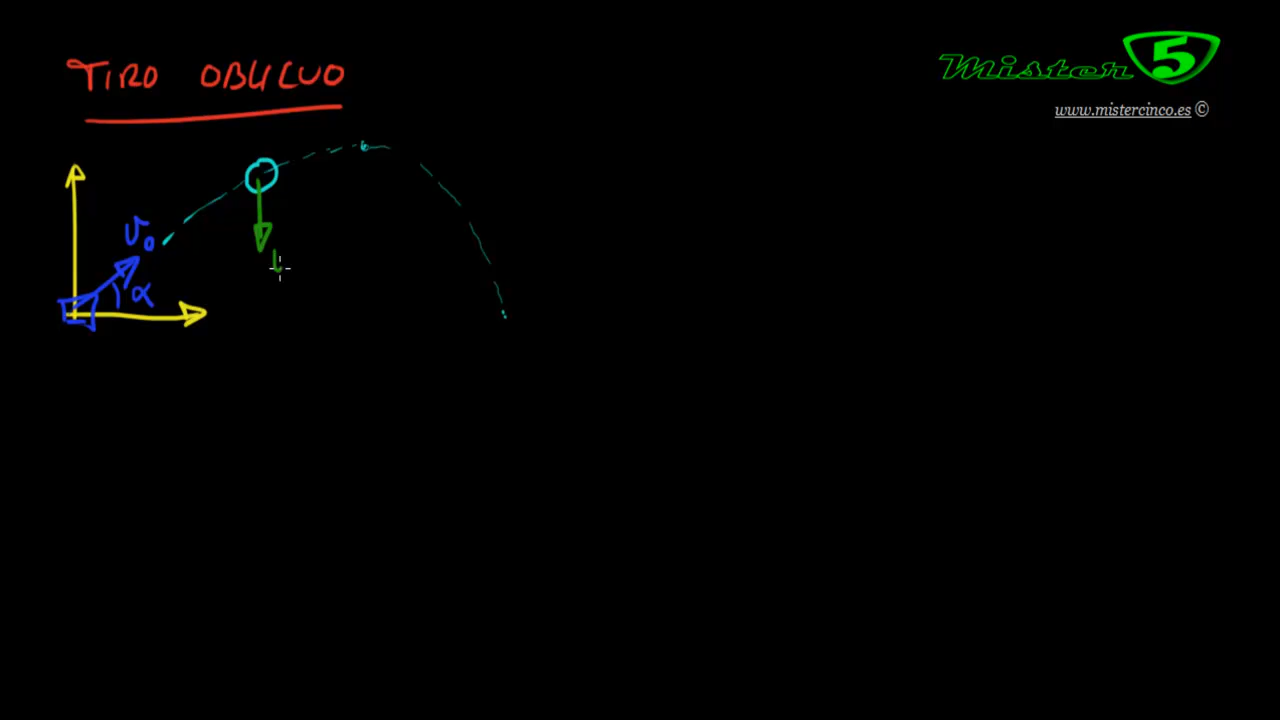 TIRO OBLICUO
Mister 5
www.mistercinco.es ©
v₀
α